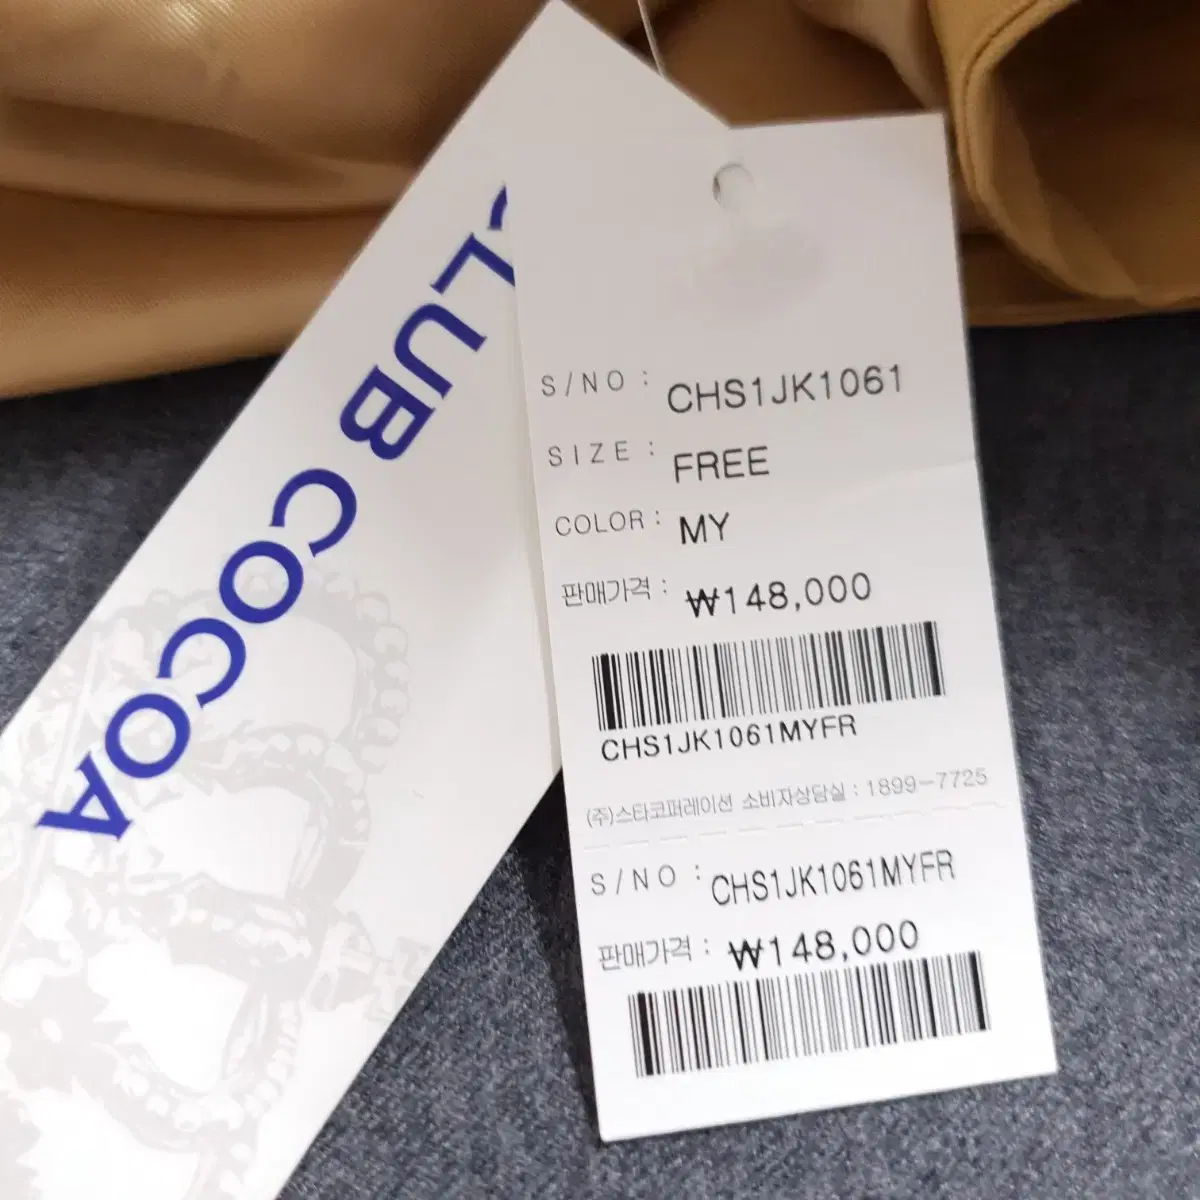 CLUB COCOA
S/NO : CHS1JK1061
SIZE : FREE
COLOR : MY
판매가격 : ₩148,000
CHS1JK1061MYFR
(주)스타코퍼레이션 소비자상담실 : 1899-7725
S/NO : CHS1JK1061MYFR
판매가격 : ₩148,000